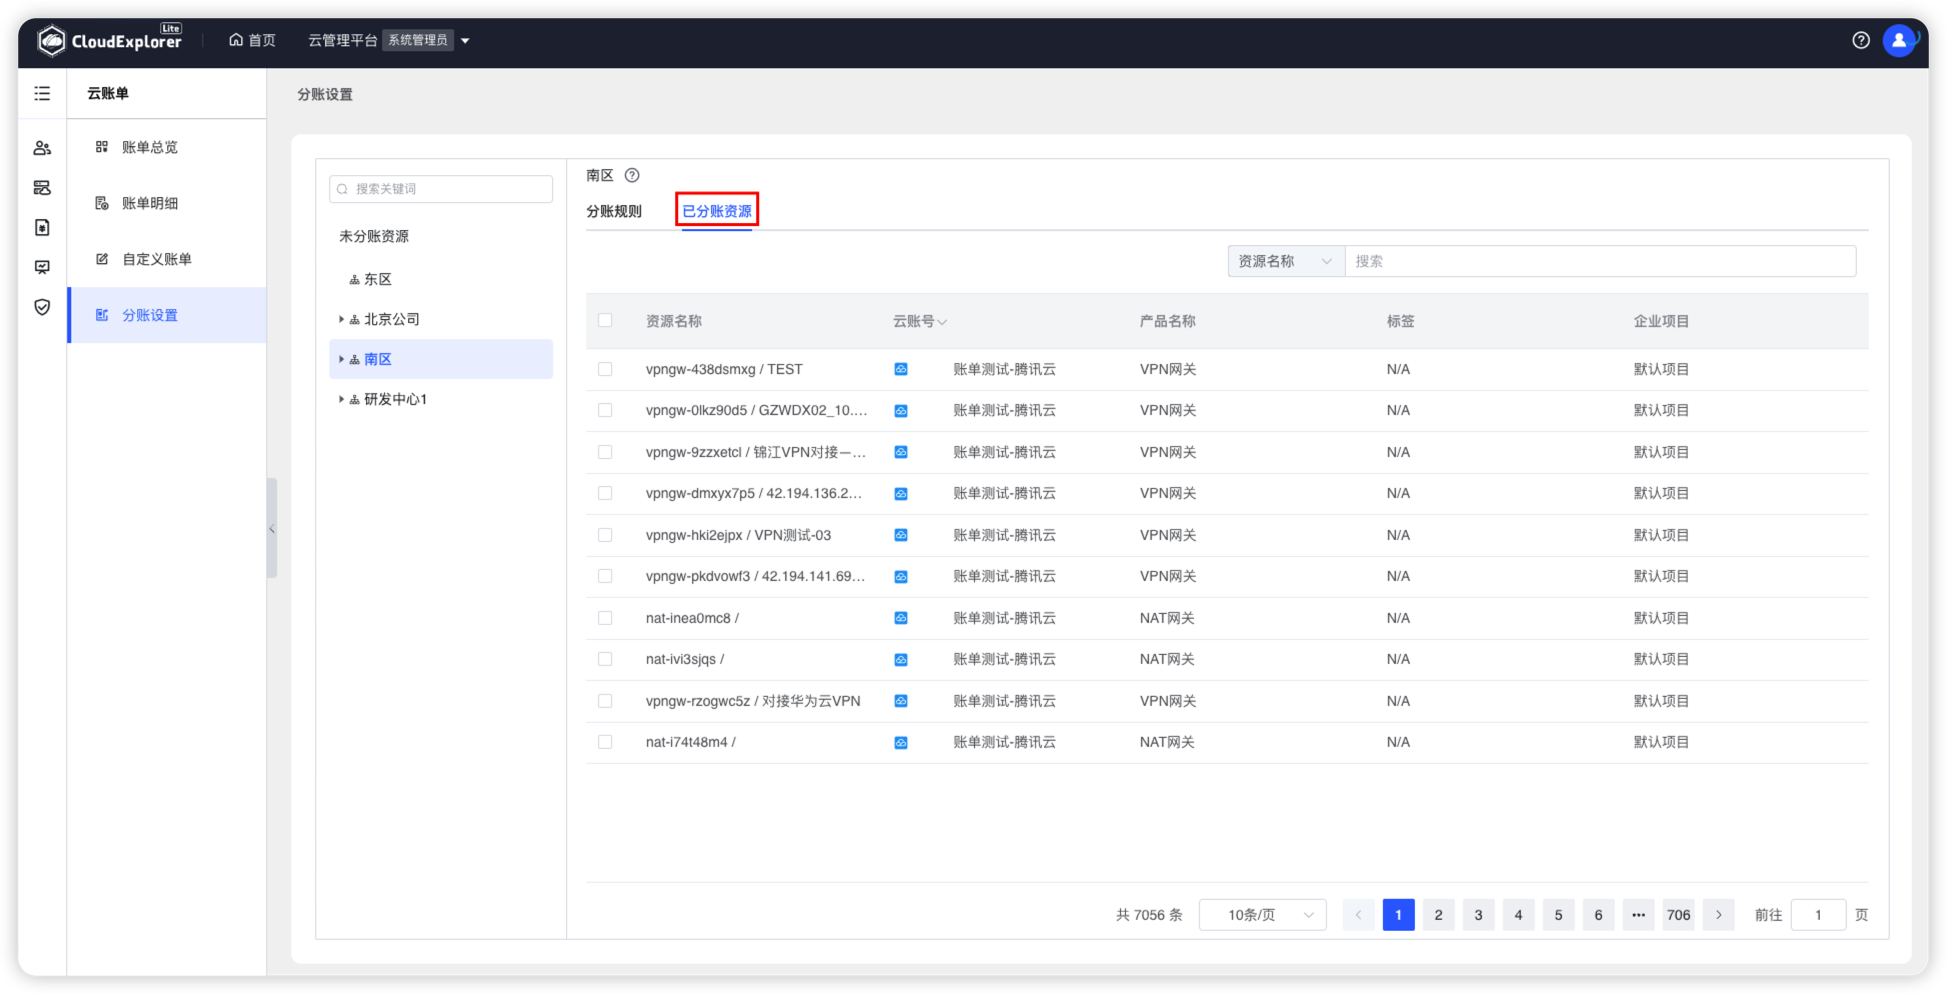 CloudExplorer Lite 首页 云管理平台 系统管理员
云账单
账单总览
账单明细
自定义账单
分账设置
分账设置
搜索关键词
未分账资源
东区
北京公司
南区
研发中心1
南区
分账规则 已分账资源
资源名称 搜索
资源名称 云账号 产品名称 标签 企业项目
vpngw-438dsmxg / TEST 账单测试-腾讯云 VPN网关 N/A 默认项目
vpngw-0lkz90d5 / GZWDX02_10.... 账单测试-腾讯云 VPN网关 N/A 默认项目
vpngw-9zzxetcl / 锦江VPN对接—... 账单测试-腾讯云 VPN网关 N/A 默认项目
vpngw-dmxyx7p5 / 42.194.136.2... 账单测试-腾讯云 VPN网关 N/A 默认项目
vpngw-hki2ejpx / VPN测试-03 账单测试-腾讯云 VPN网关 N/A 默认项目
vpngw-pkdvowf3 / 42.194.141.69... 账单测试-腾讯云 VPN网关 N/A 默认项目
nat-inea0mc8 / 账单测试-腾讯云 NAT网关 N/A 默认项目
nat-ivi3sjqs / 账单测试-腾讯云 NAT网关 N/A 默认项目
vpngw-rzogwc5z / 对接华为云VPN 账单测试-腾讯云 VPN网关 N/A 默认项目
nat-i74t48m4 / 账单测试-腾讯云 NAT网关 N/A 默认项目
共 7056 条 10条/页 1 2 3 4 5 6 ••• 706 前往 1 页